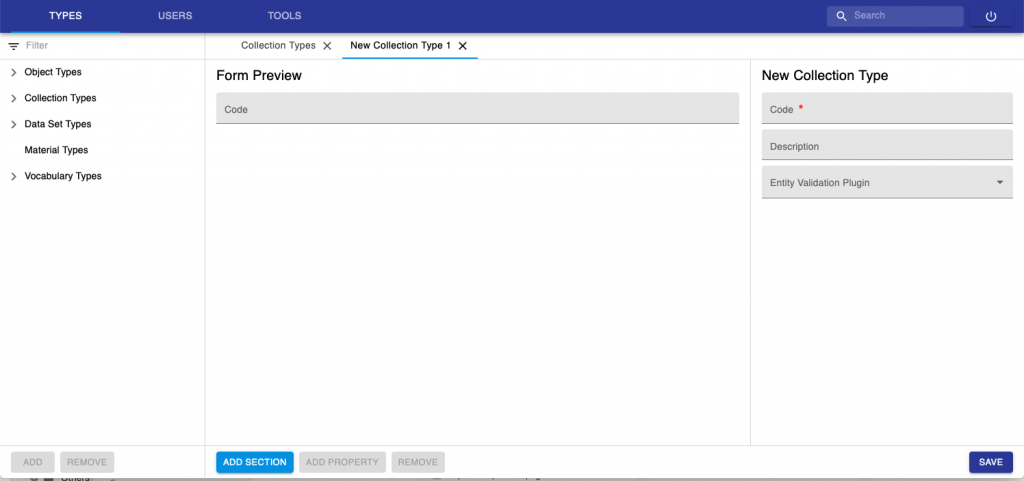 TYPES USERS TOOLS Search
Filter Collection Types New Collection Type 1
Object Types
Collection Types
Data Set Types
Material Types
Vocabulary Types
Form Preview
Code
New Collection Type
Code *
Description
Entity Validation Plugin
ADD REMOVE ADD SECTION ADD PROPERTY REMOVE SAVE
Others